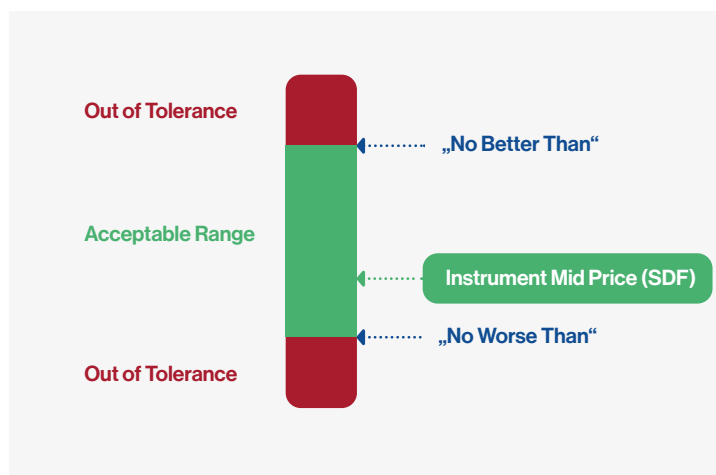 Out of Tolerance
„No Better Than“
Acceptable Range
Instrument Mid Price (SDF)
„No Worse Than“
Out of Tolerance